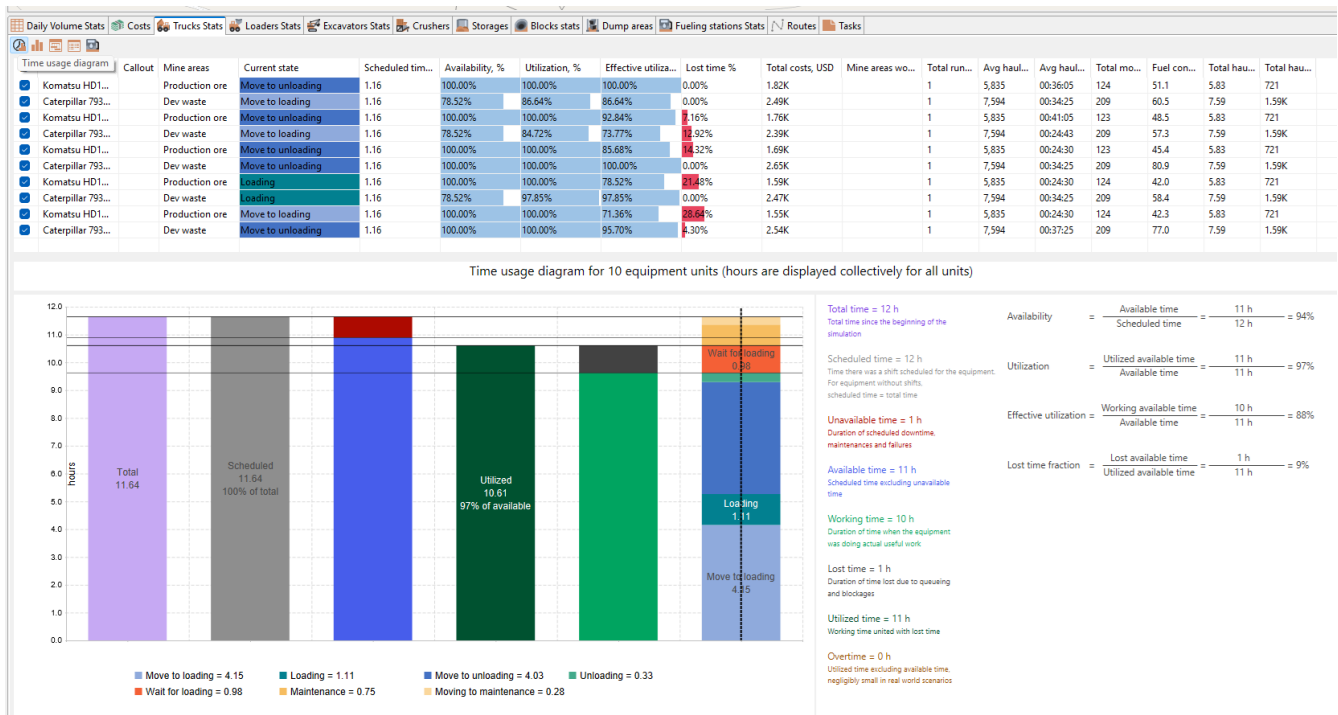 Daily Volume Stats Costs Trucks Stats Loaders Stats Excavators Stats Crushers Storages Blocks stats Dump areas Fueling stations Stats Routes Tasks
Time usage diagram
Callout Mine areas Current state Scheduled tim... Availability, % Utilization, % Effective utiliza... Lost time % Total costs, USD Mine areas wo... Total run... Avg haul... Avg haul... Total mo... Fuel con... Total hau... Total hau...
Komatsu HD1... Production ore Move to unloading 1.16 100.00% 100.00% 100.00% 0.00% 1.82K 1 5,835 00:36:05 124 51.1 5.83 721
Caterpillar 793... Dev waste Move to loading 1.16 78.52% 86.64% 86.64% 0.00% 2.49K 1 7,594 00:34:25 209 60.5 7.59 1.59K
Komatsu HD1... Production ore Move to unloading 1.16 100.00% 100.00% 92.84% 7.16% 1.76K 1 5,835 00:41:05 123 48.5 5.83 721
Caterpillar 793... Dev waste Move to loading 1.16 78.52% 84.72% 73.77% 12.92% 2.39K 1 7,594 00:24:43 209 57.3 7.59 1.59K
Komatsu HD1... Production ore Move to unloading 1.16 100.00% 100.00% 85.68% 14.32% 1.69K 1 5,835 00:24:30 123 45.4 5.83 721
Caterpillar 793... Dev waste Move to unloading 1.16 100.00% 100.00% 100.00% 0.00% 2.65K 1 7,594 00:34:25 209 80.9 7.59 1.59K
Komatsu HD1... Production ore Loading 1.16 100.00% 100.00% 78.52% 21.48% 1.59K 1 5,835 00:24:30 124 42.0 5.83 721
Caterpillar 793... Dev waste Loading 1.16 78.52% 97.85% 97.85% 0.00% 2.47K 1 7,594 00:34:25 209 58.4 7.59 1.59K
Komatsu HD1... Production ore Move to loading 1.16 100.00% 100.00% 71.36% 28.64% 1.55K 1 5,835 00:24:30 124 42.3 5.83 721
Caterpillar 793... Dev waste Move to unloading 1.16 100.00% 100.00% 95.70% 4.30% 2.54K 1 7,594 00:37:25 209 77.0 7.59 1.59K
Time usage diagram for 10 equipment units (hours are displayed collectively for all units)
12.0
11.0
10.0
9.0
8.0
7.0
6.0
5.0
4.0
3.0
2.0
1.0
0.0
hours
Total
11.64
Scheduled
11.64
100% of total
Utilized
10.61
97% of available
Wait for loading
0.98
Loading
1.11
Move to loading
4.15
Move to loading = 4.15 Loading = 1.11 Move to unloading = 4.03 Unloading = 0.33
Wait for loading = 0.98 Maintenance = 0.75 Moving to maintenance = 0.28
Total time = 12 h
Total time since the beginning of the
simulation
Scheduled time = 12 h
Time there was a shift scheduled for the equipment.
For equipment without shifts,
scheduled time = total time
Unavailable time = 1 h
Duration of scheduled downtime,
maintenances and failures
Available time = 11 h
Scheduled time excluding unavailable
time
Working time = 10 h
Duration of time when the equipment
was doing actual useful work
Lost time = 1 h
Duration of time lost due to queueing
and blockages
Utilized time = 11 h
Working time united with lost time
Overtime = 0 h
Utilized time excluding available time,
negligibly small in real world scenarios
Available time 11 h
Availability = = = 94%
Scheduled time 12 h
Utilized available time 11 h
Utilization = = = 97%
Available time 11 h
Working available time 10 h
Effective utilization = = = 88%
Available time 11 h
Lost available time 1 h
Lost time fraction = = = 9%
Utilized available time 11 h